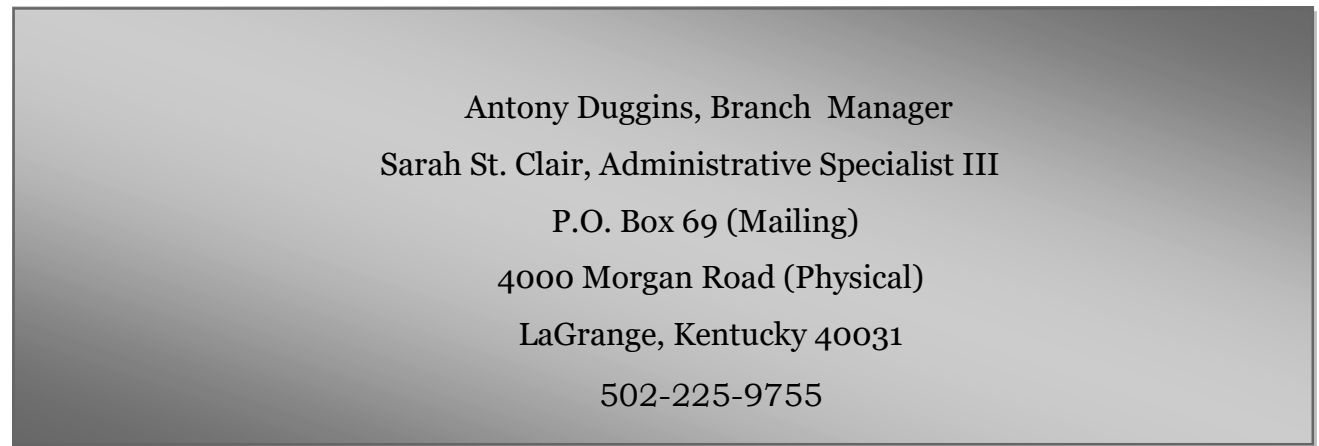 Antony Duggins, Branch Manager
Sarah St. Clair, Administrative Specialist III
P.O. Box 69 (Mailing)
4000 Morgan Road (Physical)
LaGrange, Kentucky 40031
502-225-9755